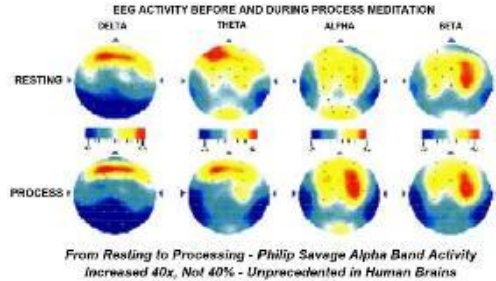 EEG ACTIVITY BEFORE AND DURING PROCESS MEDITATION
DELTA THETA ALPHA BETA
RESTING
PROCESS
From Resting to Processing - Philip Savage Alpha Band Activity
Increased 40x, Not 40% - Unprecedented in Human Brains